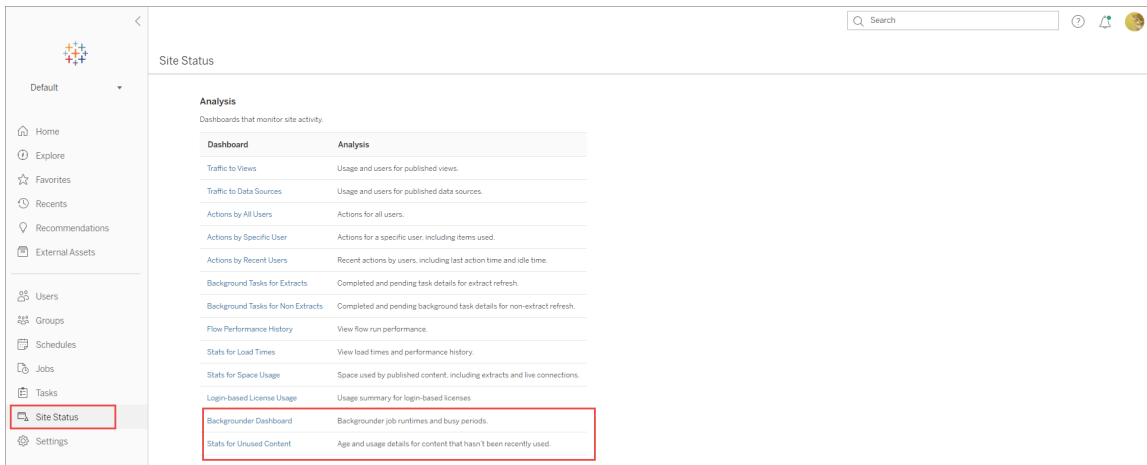 Search
Site Status
Default
Home
Explore
Favorites
Recents
Recommendations
External Assets
Users
Groups
Schedules
Jobs
Tasks
Site Status
Settings
Analysis
Dashboards that monitor site activity.
Dashboard Analysis
Traffic to Views Usage and users for published views.
Traffic to Data Sources Usage and users for published data sources.
Actions by All Users Actions for all users.
Actions by Specific User Actions for a specific user, including items used.
Actions by Recent Users Recent actions by users, including last action time and idle time.
Background Tasks for Extracts Completed and pending task details for extract refresh.
Background Tasks for Non Extracts Completed and pending background task details for non-extract refresh.
Flow Performance History View flow run performance.
Stats for Load Times View load times and performance history.
Stats for Space Usage Space used by published content, including extracts and live connections.
Login-based License Usage Usage summary for login-based licenses
Backgrounder Dashboard Backgrounder job runtimes and busy periods.
Stats for Unused Content Age and usage details for content that hasn't been recently used.